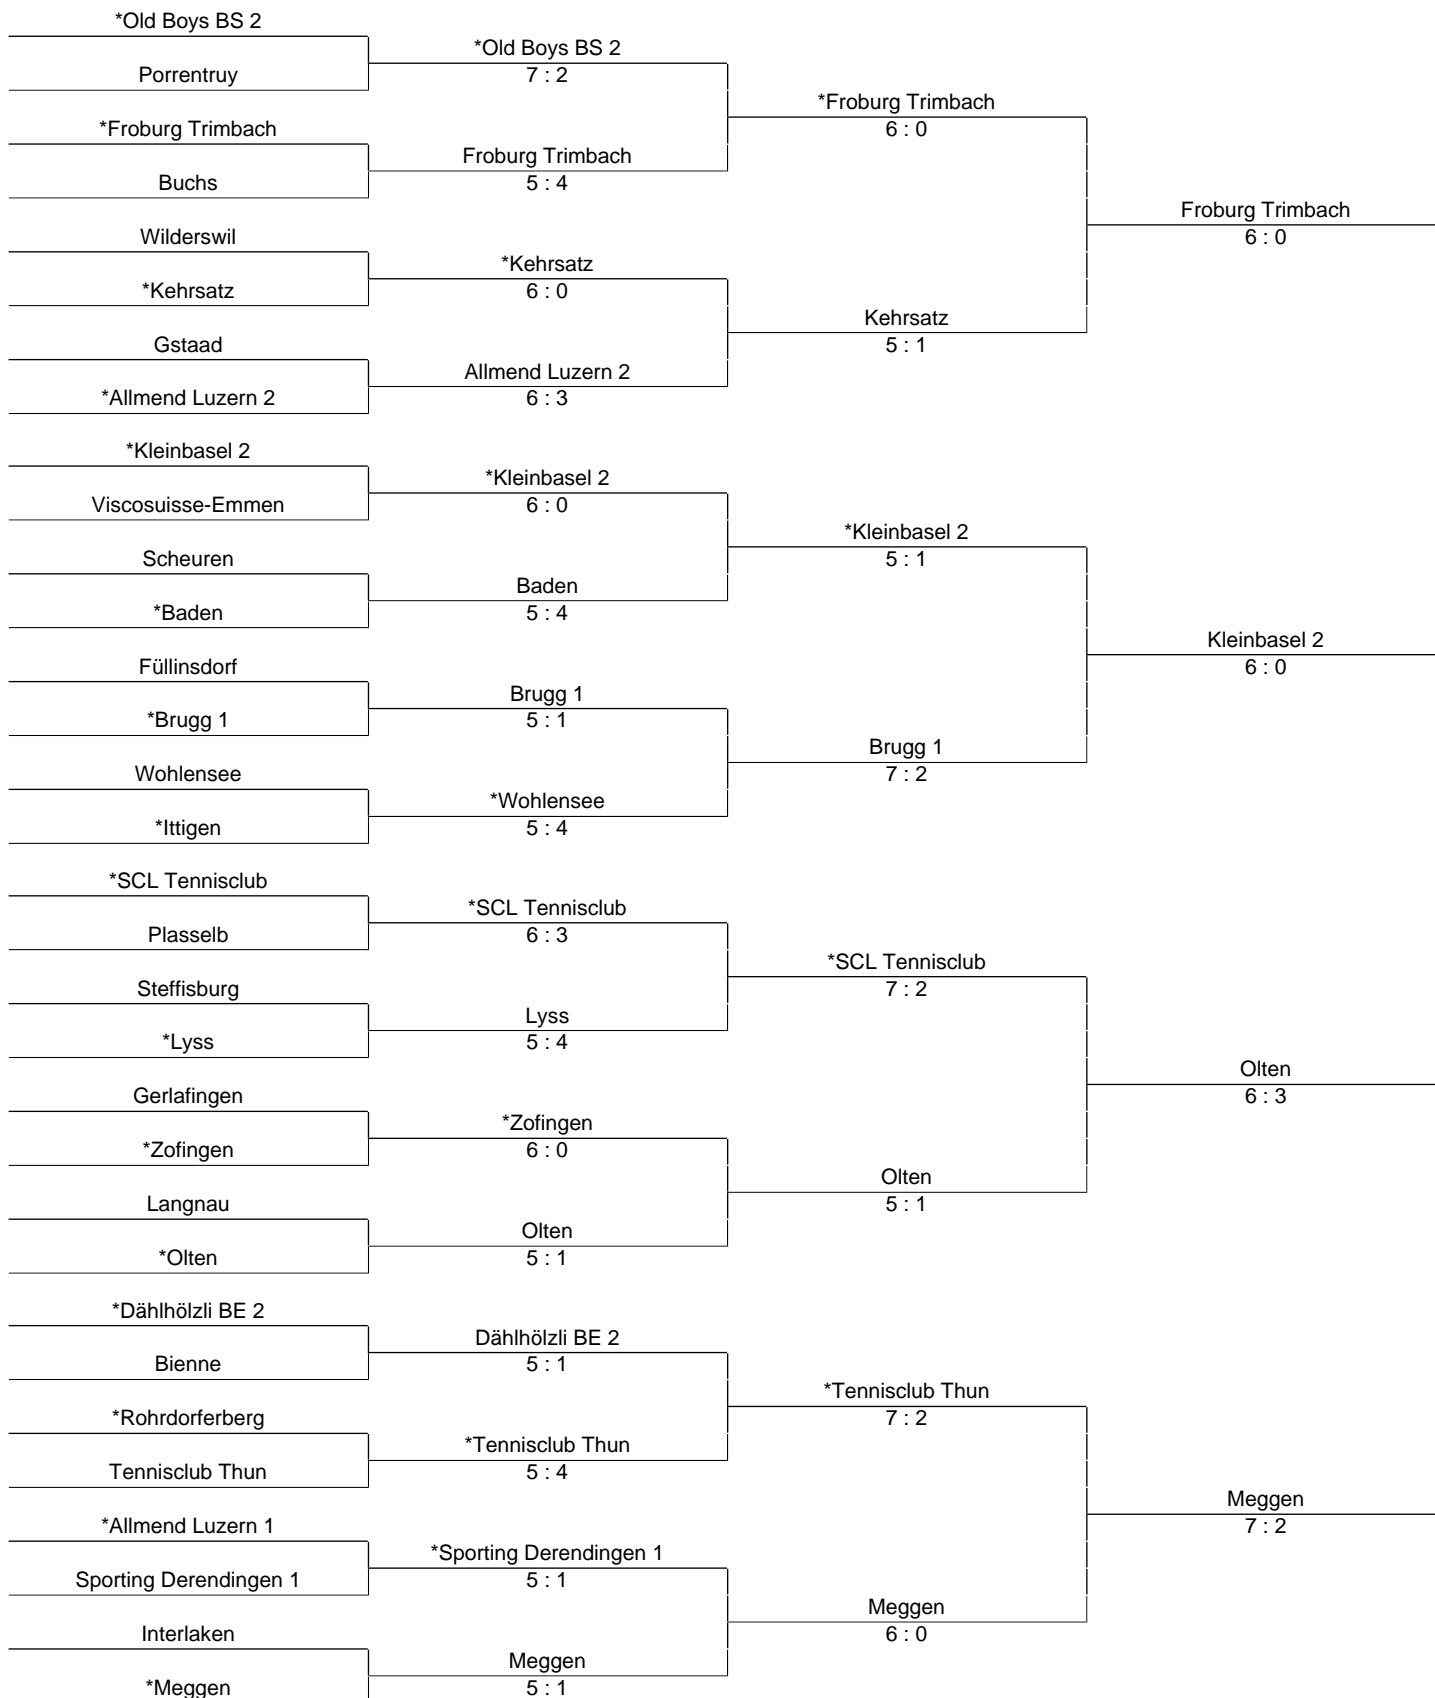 *Old Boys BS 2
Porrentruy
*Froburg Trimbach
Buchs
Wilderswil
*Kehrsatz
Gstaad
*Allmend Luzern 2
*Kleinbasel 2
Viscosuisse-Emmen
Scheuren
*Baden
Füllinsdorf
*Brugg 1
Wohlensee
*Ittigen
*SCL Tennisclub
Plasselb
Steffisburg
*Lyss
Gerlafingen
*Zofingen
Langnau
*Olten
*Dählhölzli BE 2
Bienne
*Rohrdorferberg
Tennisclub Thun
*Allmend Luzern 1
Sporting Derendingen 1
Interlaken
*Meggen
*Old Boys BS 2
7 : 2
Froburg Trimbach
5 : 4
*Kehrsatz
6 : 0
Allmend Luzern 2
6 : 3
*Kleinbasel 2
6 : 0
Baden
5 : 4
Brugg 1
5 : 1
*Wohlensee
5 : 4
*SCL Tennisclub
6 : 3
Lyss
5 : 4
*Zofingen
6 : 0
Olten
5 : 1
Dählhölzli BE 2
5 : 1
*Tennisclub Thun
5 : 4
*Sporting Derendingen 1
5 : 1
Meggen
5 : 1
*Froburg Trimbach
6 : 0
Kehrsatz
5 : 1
*Kleinbasel 2
5 : 1
Brugg 1
7 : 2
*SCL Tennisclub
7 : 2
Olten
5 : 1
*Tennisclub Thun
7 : 2
Meggen
6 : 0
Froburg Trimbach
6 : 0
Kleinbasel 2
6 : 0
Olten
6 : 3
Meggen
7 : 2